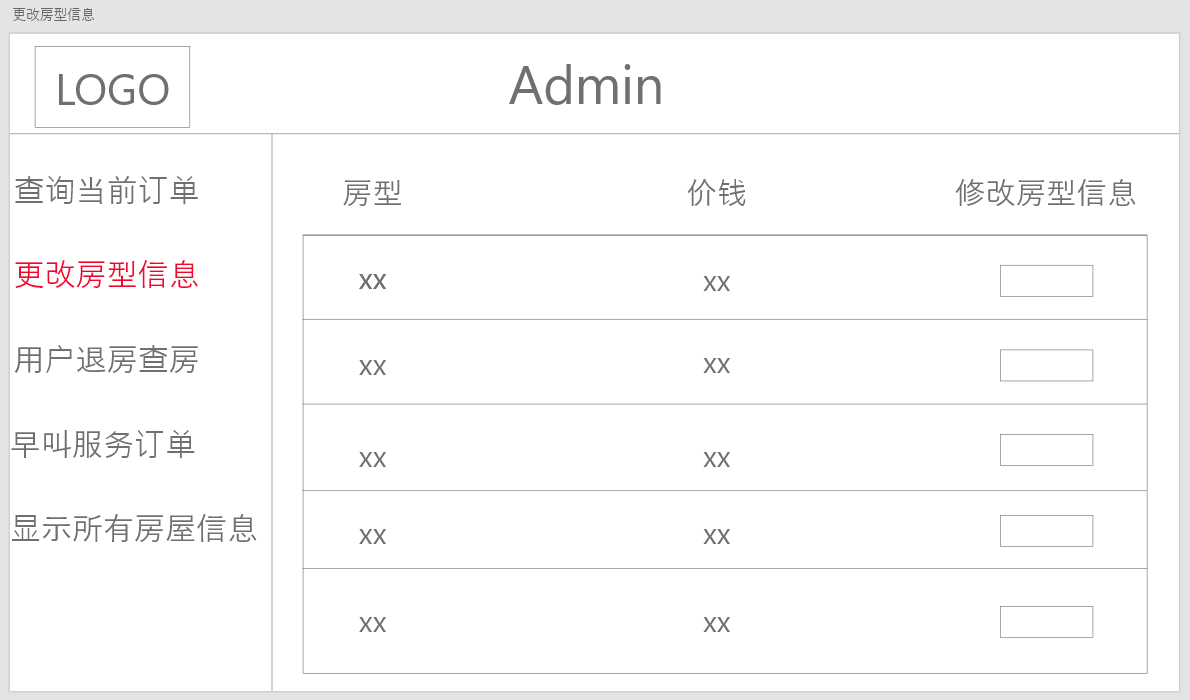 更改房型信息
LOGO
Admin
查询当前订单
更改房型信息
用户退房查房
早叫服务订单
显示所有房屋信息
房型 价钱 修改房型信息
xx xx
xx xx
xx xx
xx xx
xx xx